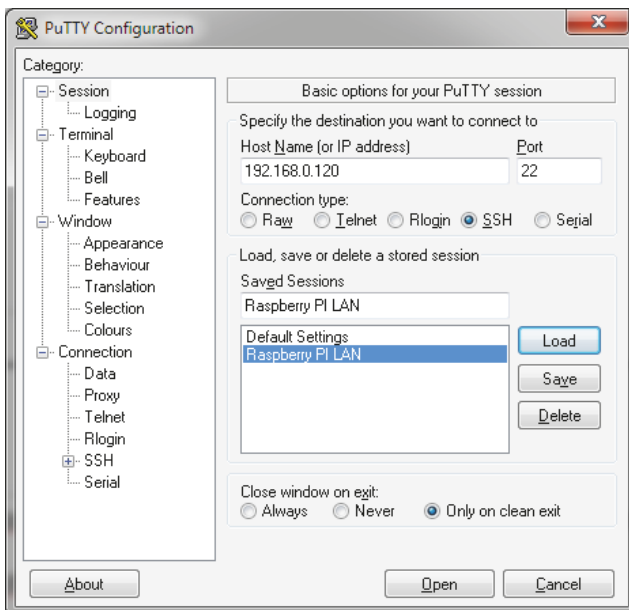 PuTTY Configuration
Category:
Session
Logging
Terminal
Keyboard
Bell
Features
Window
Appearance
Behaviour
Translation
Selection
Colours
Connection
Data
Proxy
Telnet
Rlogin
SSH
Serial
Basic options for your PuTTY session
Specify the destination you want to connect to
Host Name (or IP address) Port
192.168.0.120 22
Connection type:
Raw Telnet Rlogin SSH Serial
Load, save or delete a stored session
Saved Sessions
Raspberry PI LAN
Default Settings
Raspberry PI LAN
Load
Save
Delete
Close window on exit:
Always Never Only on clean exit
About Open Cancel